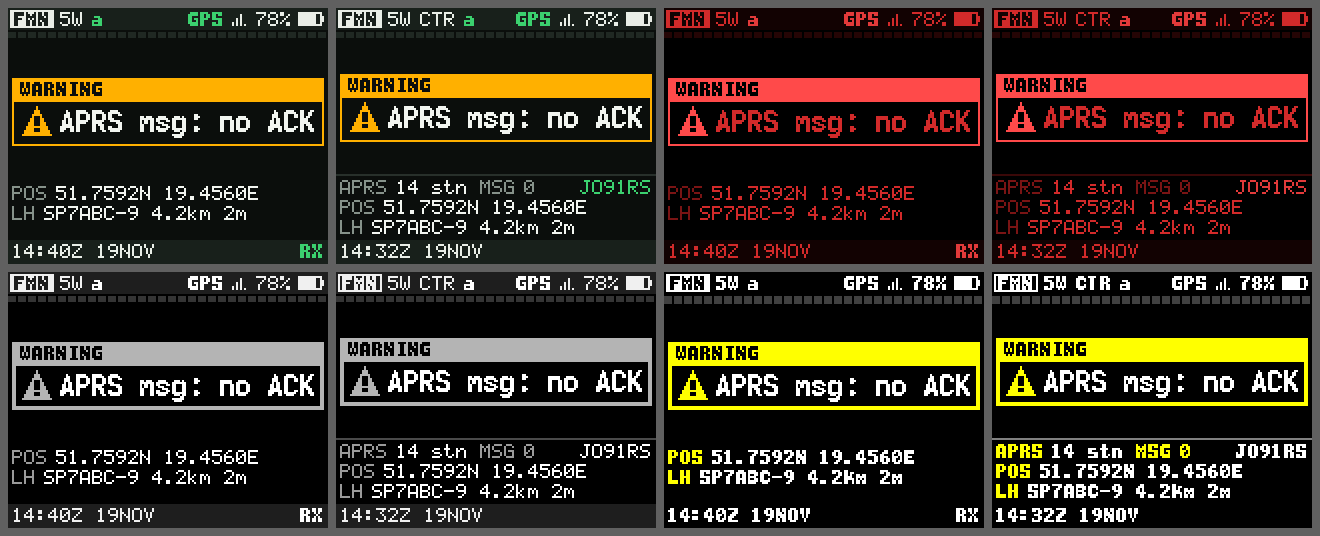 FMN 5W a GPS 78%
WARNING
APRS msg: no ACK
POS 51.7592N 19.4560E
LH SP7ABC-9 4.2km 2m
14:40Z 19NOV RX
FMN 5W CTR a GPS 78%
WARNING
APRS msg: no ACK
APRS 14 stn MSG 0 JO91RS
POS 51.7592N 19.4560E
LH SP7ABC-9 4.2km 2m
14:32Z 19NOV
FMN 5W a GPS 78%
WARNING
APRS msg: no ACK
POS 51.7592N 19.4560E
LH SP7ABC-9 4.2km 2m
14:40Z 19NOV RX
FMN 5W CTR a GPS 78%
WARNING
APRS msg: no ACK
APRS 14 stn MSG 0 JO91RS
POS 51.7592N 19.4560E
LH SP7ABC-9 4.2km 2m
14:32Z 19NOV
FMN 5W a GPS 78%
WARNING
APRS msg: no ACK
POS 51.7592N 19.4560E
LH SP7ABC-9 4.2km 2m
14:40Z 19NOV RX
FMN 5W CTR a GPS 78%
WARNING
APRS msg: no ACK
APRS 14 stn MSG 0 JO91RS
POS 51.7592N 19.4560E
LH SP7ABC-9 4.2km 2m
14:32Z 19NOV
FMN 5W a GPS 78%
WARNING
APRS msg: no ACK
POS 51.7592N 19.4560E
LH SP7ABC-9 4.2km 2m
14:40Z 19NOV RX
FMN 5W CTR a GPS 78%
WARNING
APRS msg: no ACK
APRS 14 stn MSG 0 JO91RS
POS 51.7592N 19.4560E
LH SP7ABC-9 4.2km 2m
14:32Z 19NOV